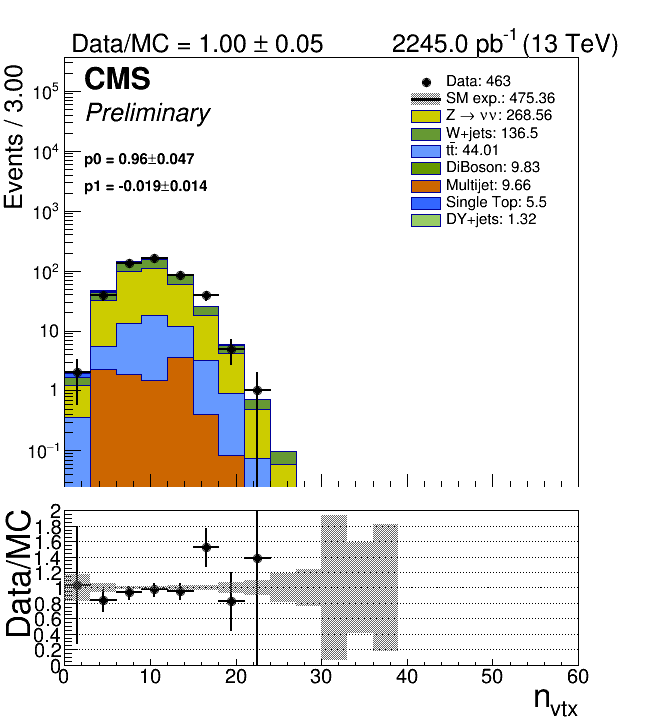 Data/MC = 1.00 ± 0.05
2245.0 pb⁻¹ (13 TeV)
Events / 3.00
CMS
Preliminary
p0 = 0.96±0.047
p1 = -0.019±0.014
Data: 463
SM exp.: 475.36
Z → νν: 268.56
W+jets: 136.5
tt̄: 44.01
DiBoson: 9.83
Multijet: 9.66
Single Top: 5.5
DY+jets: 1.32
10⁵
10⁴
10³
10²
10
1
10⁻¹
Data/MC
2
1.8
1.6
1.4
1.2
1
0.8
0.6
0.4
0.2
0
0 10 20 30 40 50 60
n_vtx